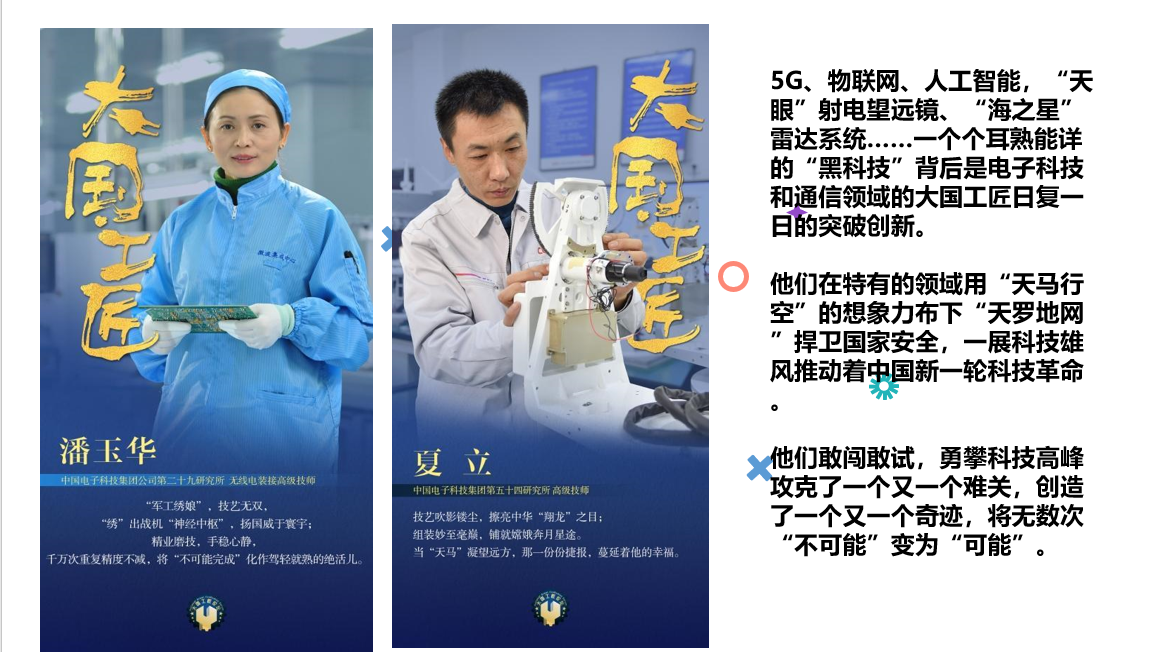 大国工匠
潘玉华
中国电子科技集团公司第二十九研究所 无线电装接高级技师
“军工绣娘”，技艺无双，
“绣”出战机“神经中枢”，扬国威于寰宇；
精业磨技，手稳心静，
千万次重复精度不减，将“不可能完成”化作驾轻就熟的绝活儿。
大国工匠
夏 立
中国电子科技集团第五十四研究所 高级技师
技艺吹影镂尘，擦亮中华“翔龙”之目；
组装妙至毫巅，铺就嫦娥奔月星途。
当“天马”凝望远方，那一份份捷报，蔓延着他的幸福。
5G、物联网、人工智能，“天
眼”射电望远镜、“海之星”
雷达系统……一个个耳熟能详
的“黑科技”背后是电子科技
和通信领域的大国工匠日复一
日的突破创新。
他们在特有的领域用“天马行
空”的想象力布下“天罗地网
”捍卫国家安全，一展科技雄
风推动着中国新一轮科技革命
。
他们敢闯敢试，勇攀科技高峰
攻克了一个又一个难关，创造
了一个又一个奇迹，将无数次
“不可能”变为“可能”。